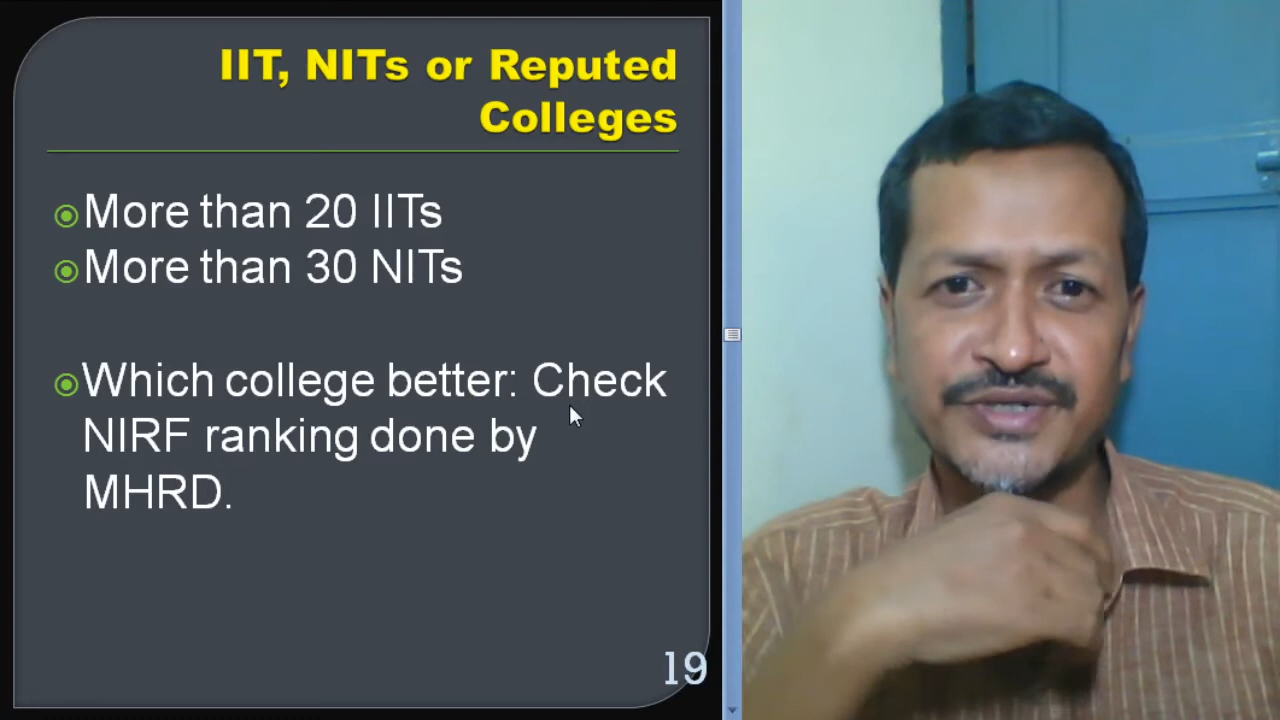 IIT, NITs or Reputed
Colleges
More than 20 IITs
More than 30 NITs
Which college better: Check
NIRF ranking done by
MHRD.
19